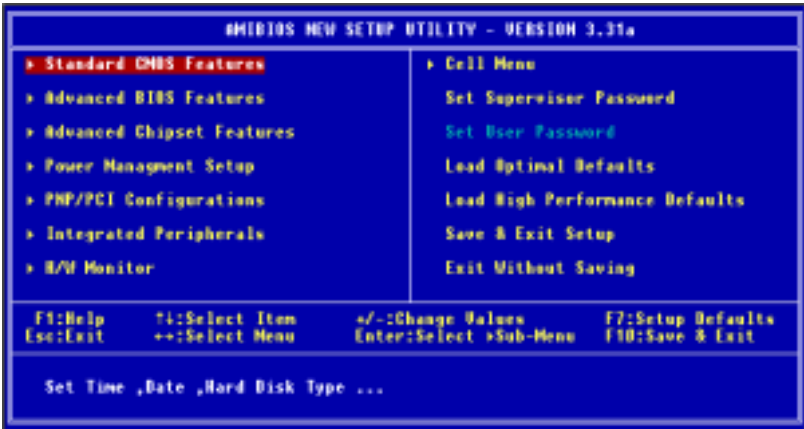 AMIBIOS NEW SETUP UTILITY - VERSION 3.31a
▸ Standard CMOS Features
▸ Advanced BIOS Features
▸ Advanced Chipset Features
▸ Power Managment Setup
▸ PNP/PCI Configurations
▸ Integrated Peripherals
▸ H/W Monitor
▸ Cell Menu
Set Supervisor Password
Set User Password
Load Optimal Defaults
Load High Performance Defaults
Save & Exit Setup
Exit Without Saving
F1:Help ↑↓:Select Item +/-:Change Values F7:Setup Defaults
Esc:Exit ←→:Select Menu Enter:Select ▸Sub-Menu F10:Save & Exit
Set Time ,Date ,Hard Disk Type ...